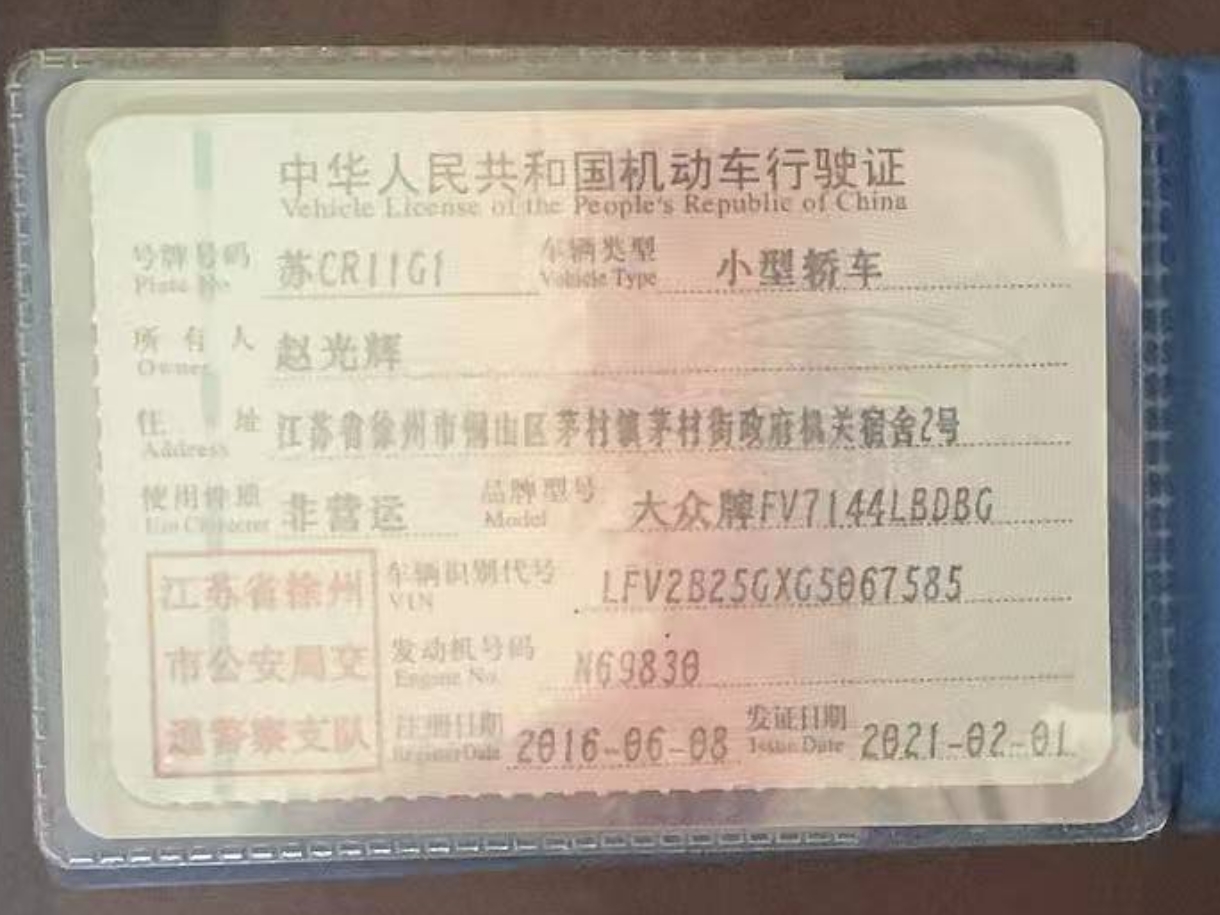 中华人民共和国机动车行驶证
Vehicle License of the People's Republic of China
号牌号码 苏CR11G1 车辆类型 小型轿车
Plate No. Vehicle Type
所有人 赵光辉
Owner
住址 江苏省徐州市铜山区茅村镇茅村街政府机关宿舍2号
Address
使用性质 非营运 品牌型号 大众牌FV7144LBDBG
Use Character Model
江苏省徐州 车辆识别代号 LFV2B25GXG5067585
VIN
市公安局交 发动机号码 N69830
Engine No.
通警察支队 注册日期 2016-06-08 发证日期 2021-02-01
Register Date Issue Date